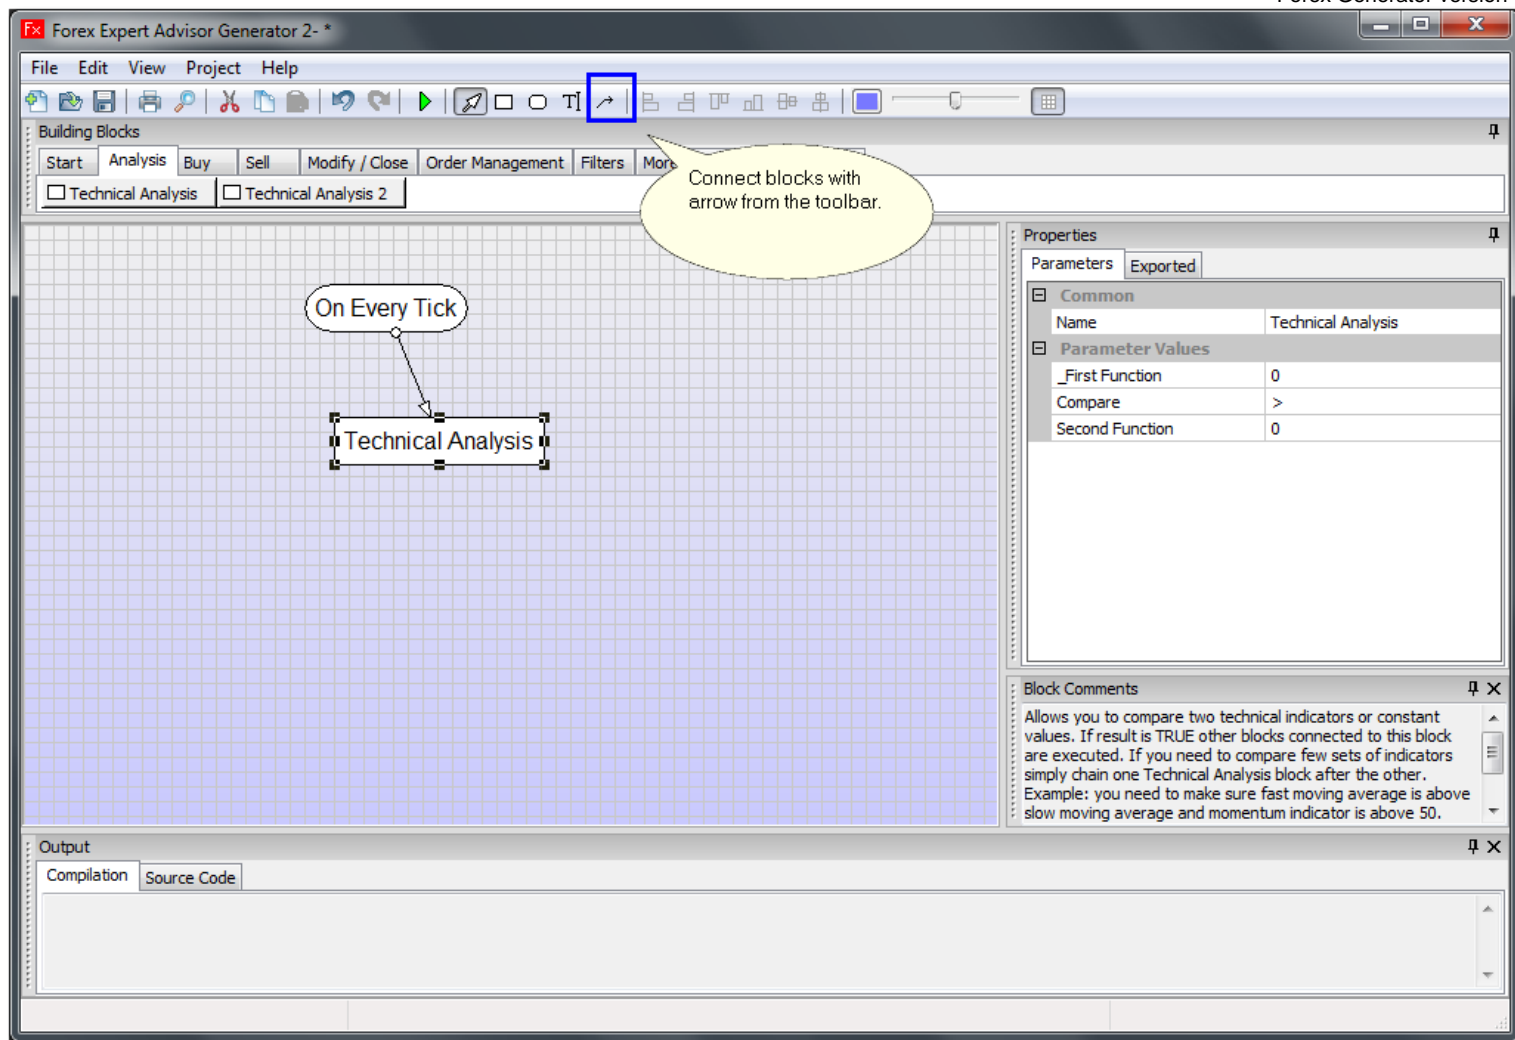 Forex Generator version
Fx Forex Expert Advisor Generator 2- *
File Edit View Project Help
TI
Building Blocks
Start Analysis Buy Sell Modify / Close Order Management Filters More
Technical Analysis Technical Analysis 2
Connect blocks with
arrow from the toolbar.
On Every Tick
Technical Analysis
Properties
Parameters Exported
Common
Name Technical Analysis
Parameter Values
_First Function 0
Compare >
Second Function 0
Block Comments
Allows you to compare two technical indicators or constant
values. If result is TRUE other blocks connected to this block
are executed. If you need to compare few sets of indicators
simply chain one Technical Analysis block after the other.
Example: you need to make sure fast moving average is above
slow moving average and momentum indicator is above 50.
Output
Compilation Source Code